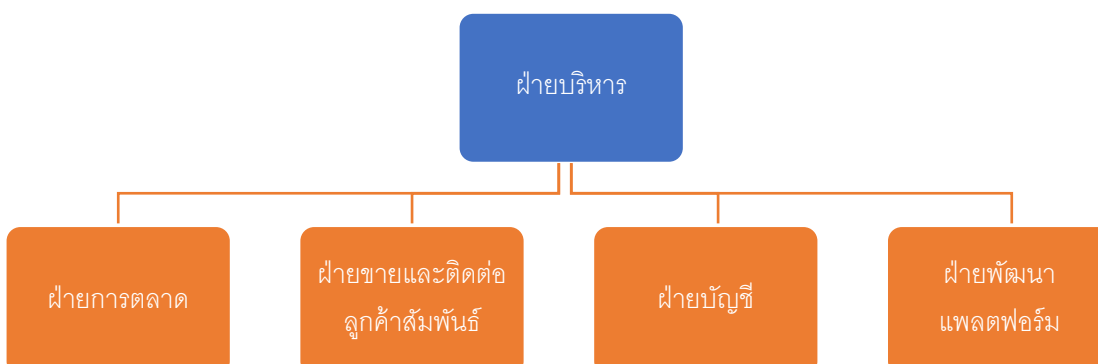 ฝ่ายบริหาร
ฝ่ายการตลาด
ฝ่ายขายและติดต่อ
ลูกค้าสัมพันธ์
ฝ่ายบัญชี
ฝ่ายพัฒนา
แพลตฟอร์ม